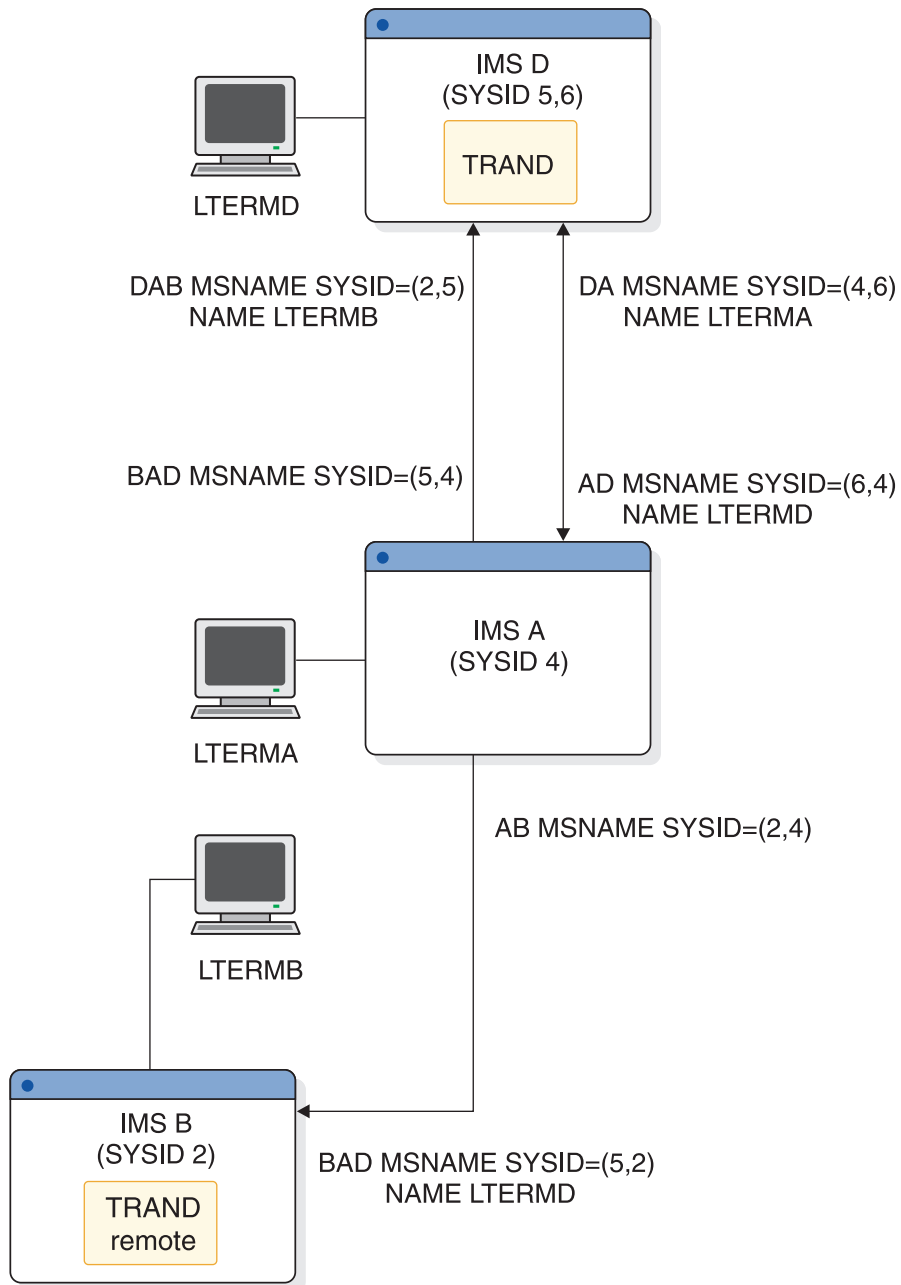 IMS D
(SYSID 5,6)
TRAND
LTERMD
DAB MSNAME SYSID=(2,5)
NAME LTERMB
DA MSNAME SYSID=(4,6)
NAME LTERMA
BAD MSNAME SYSID=(5,4)
AD MSNAME SYSID=(6,4)
NAME LTERMD
IMS A
(SYSID 4)
LTERMA
AB MSNAME SYSID=(2,4)
LTERMB
IMS B
(SYSID 2)
TRAND
remote
BAD MSNAME SYSID=(5,2)
NAME LTERMD